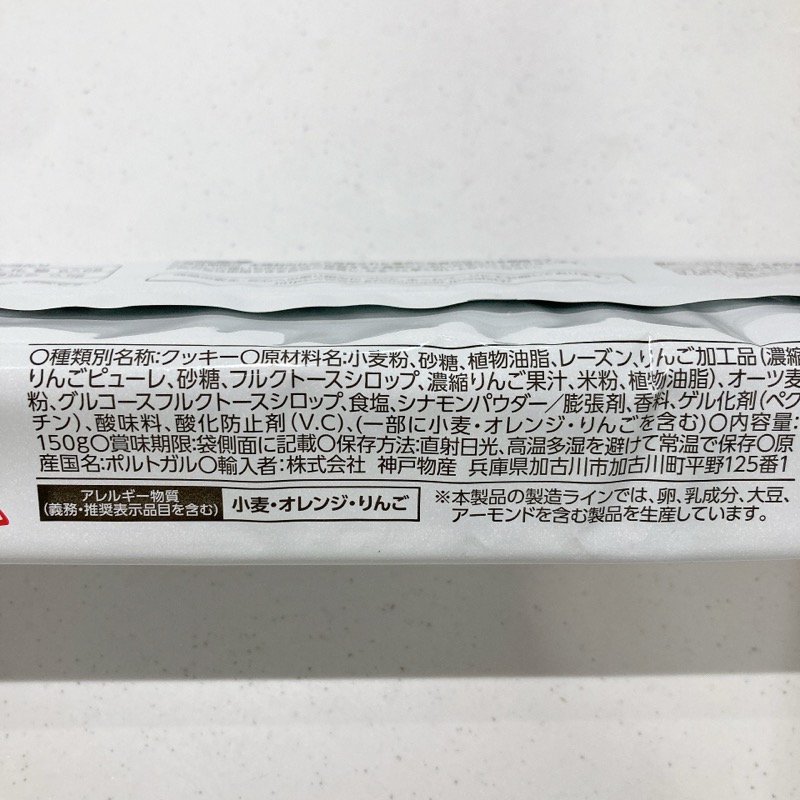 〇種類別名称:クッキー〇原材料名:小麦粉、砂糖、植物油脂、レーズン、りんご加工品(濃縮
りんごピューレ、砂糖、フルクトースシロップ、濃縮りんご果汁、米粉、植物油脂)、オーツ麦
粉、グルコースフルクトースシロップ、食塩、シナモンパウダー/膨張剤、香料、ゲル化剤(ペク
チン)、酸味料、酸化防止剤(V.C)、(一部に小麦・オレンジ・りんごを含む)〇内容量:
150g〇賞味期限:袋側面に記載〇保存方法:直射日光、高温多湿を避けて常温で保存〇原
産国名:ポルトガル〇輸入者:株式会社 神戸物産 兵庫県加古川市加古川町平野125番1
アレルギー物質
(義務・推奨表示品目を含む)
小麦・オレンジ・りんご
※本製品の製造ラインでは、卵、乳成分、大豆、
アーモンドを含む製品を生産しています。